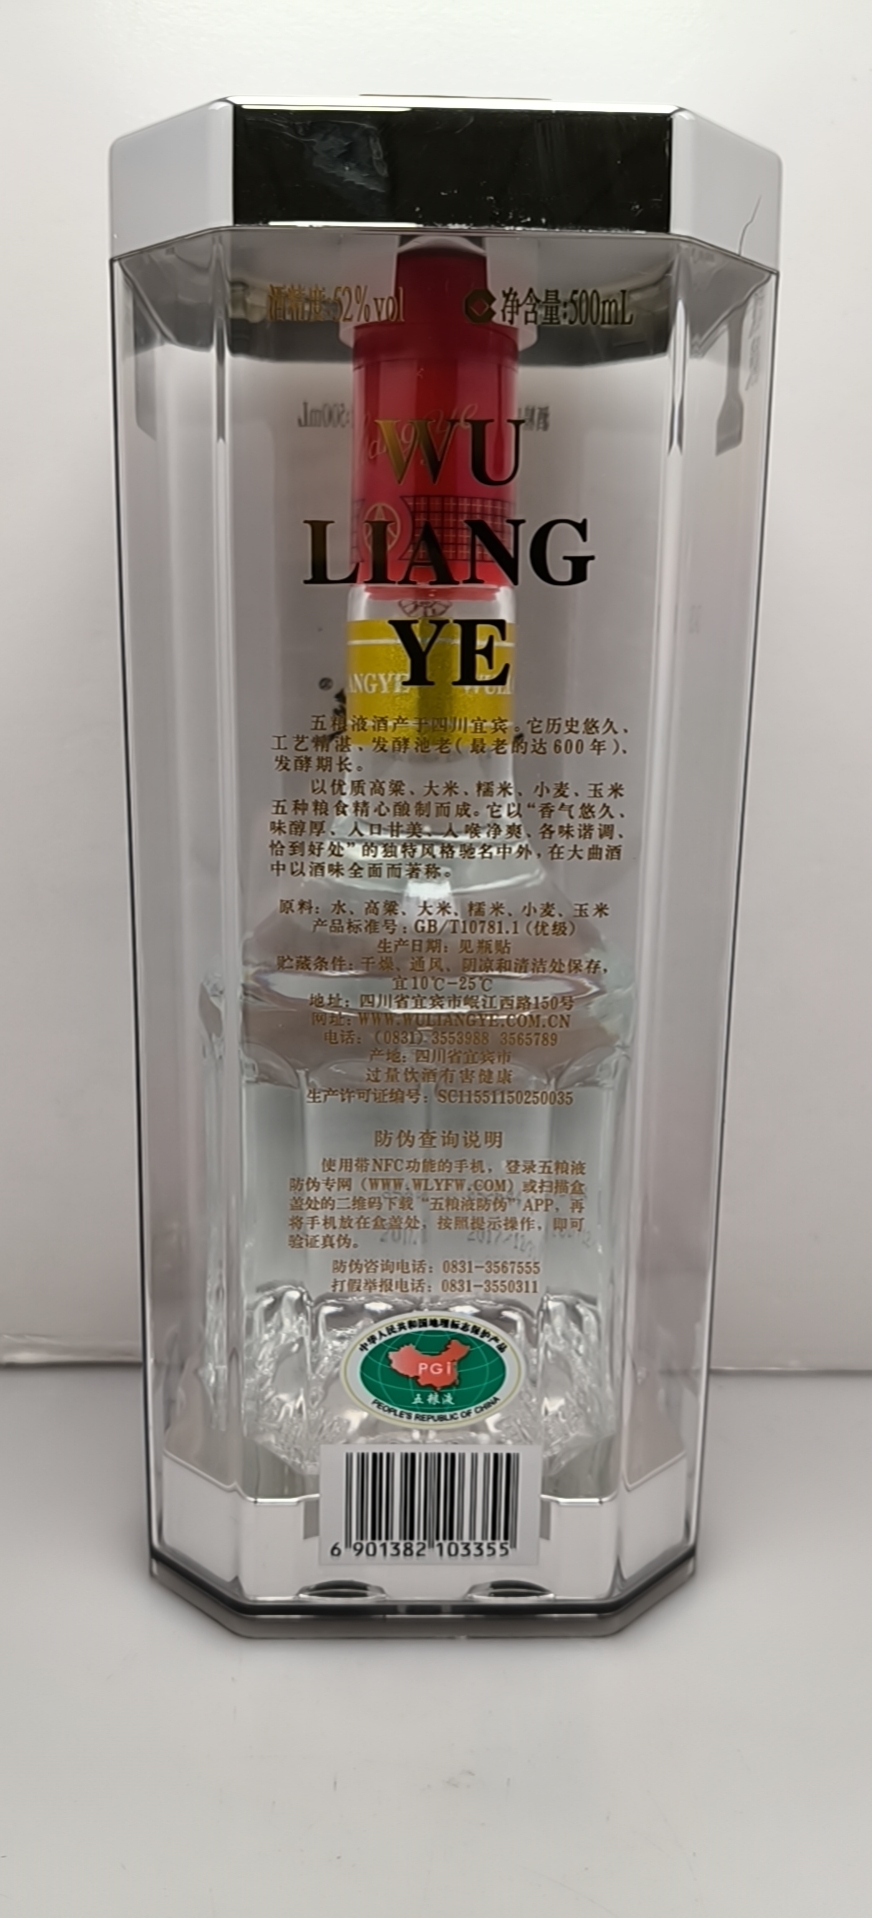 酒精度:52%vol
净含量:500mL
WU
LIANG
YE
五粮液酒产于四川宜宾。它历史悠久、
工艺精湛、发酵池老(最老的达600年)、
发酵期长。
以优质高粱、大米、糯米、小麦、玉米
五种粮食精心酿制而成。它以“香气悠久、
味醇厚、入口甘美、入喉净爽、各味谐调、
恰到好处”的独特风格驰名中外,在大曲酒
中以酒味全面而著称。
原料: 水、高粱、大米、糯米、小麦、玉米
产品标准号: GB/T10781.1(优级)
生产日期: 见瓶贴
贮藏条件: 干燥、通风、阴凉和清洁处保存,
宜10℃-25℃
地址: 四川省宜宾市岷江西路150号
网址: WWW.WULIANGYE.COM.CN
电话: (0831) 3553988 3565789
产地: 四川省宜宾市
过量饮酒有害健康
生产许可证编号: SC11551150250035
防伪查询说明
使用带NFC功能的手机, 登录五粮液
防伪专网 (WWW.WLYFW.COM) 或扫描盒
盖处的二维码下载 “五粮液防伪” APP, 再
将手机放在盒盖处, 按照提示操作, 即可
验证真伪。
防伪咨询电话: 0831-3567555
打假举报电话: 0831-3550311
中华人民共和国地理标志保护产品
PGI
五粮液
PEOPLE'S REPUBLIC OF CHINA
6 901382 103355